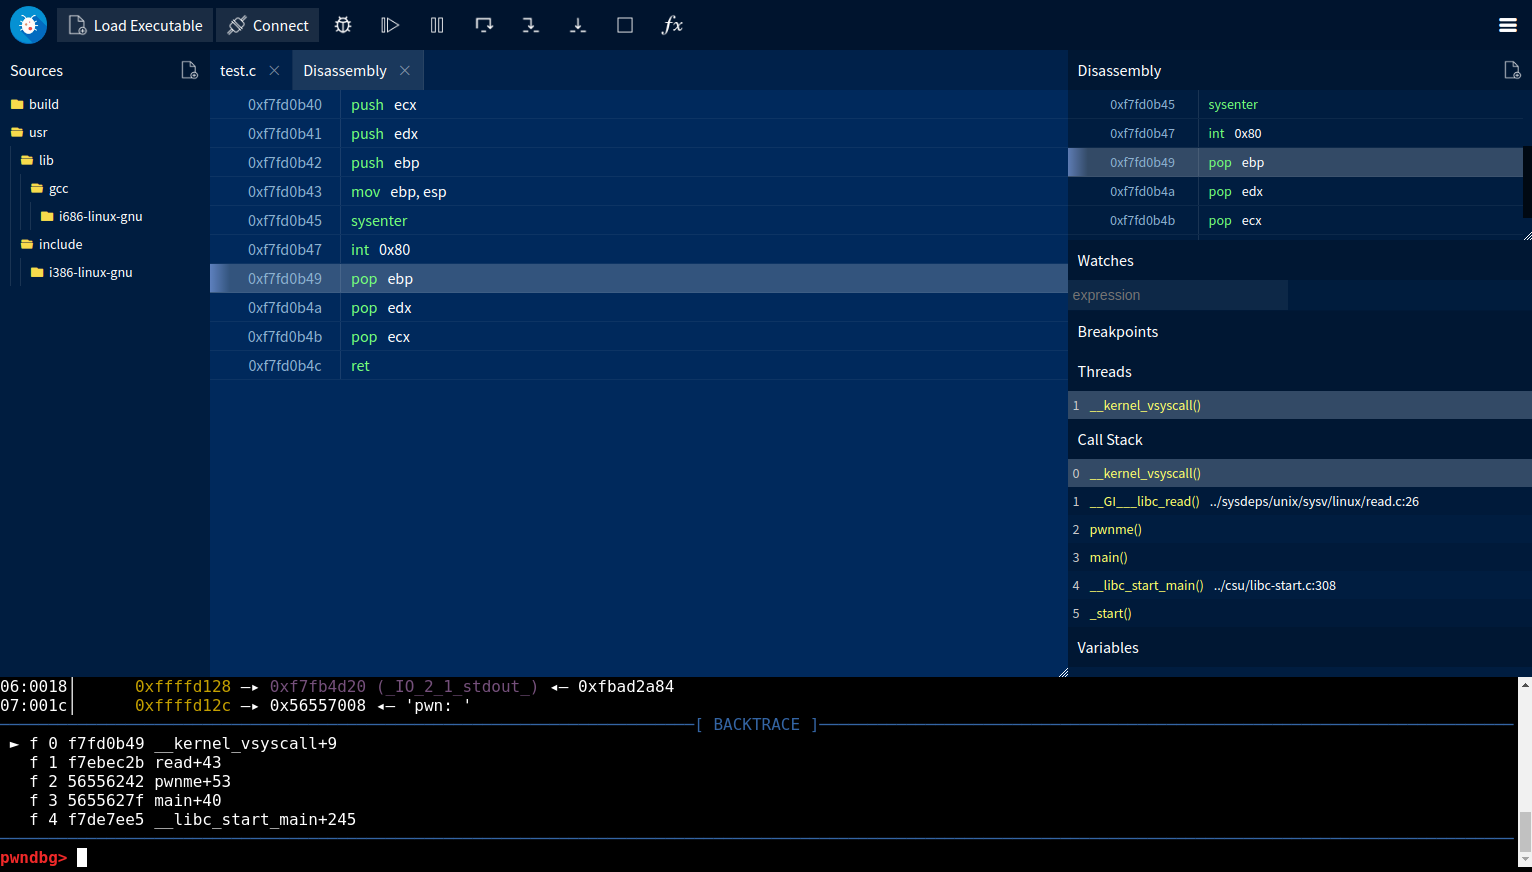 Load Executable Connect fx
Sources
build
usr
lib
gcc
i686-linux-gnu
include
i386-linux-gnu
test.c Disassembly
0xf7fd0b40 push ecx
0xf7fd0b41 push edx
0xf7fd0b42 push ebp
0xf7fd0b43 mov ebp, esp
0xf7fd0b45 sysenter
0xf7fd0b47 int 0x80
0xf7fd0b49 pop ebp
0xf7fd0b4a pop edx
0xf7fd0b4b pop ecx
0xf7fd0b4c ret
Disassembly
0xf7fd0b45 sysenter
0xf7fd0b47 int 0x80
0xf7fd0b49 pop ebp
0xf7fd0b4a pop edx
0xf7fd0b4b pop ecx
Watches
expression
Breakpoints
Threads
1 __kernel_vsyscall()
Call Stack
0 __kernel_vsyscall()
1 __GI___libc_read() ../sysdeps/unix/sysv/linux/read.c:26
2 pwnme()
3 main()
4 __libc_start_main() ../csu/libc-start.c:308
5 _start()
Variables
06:0018│ 0xffffd128 —▸ 0xf7fb4d20 (_IO_2_1_stdout_) ◂— 0xfbad2a84
07:001c│ 0xffffd12c —▸ 0x56557008 ◂— 'pwn: '
[ BACKTRACE ]
► f 0 f7fd0b49 __kernel_vsyscall+9
f 1 f7ebec2b read+43
f 2 56556242 pwnme+53
f 3 5655627f main+40
f 4 f7de7ee5 __libc_start_main+245
pwndbg>